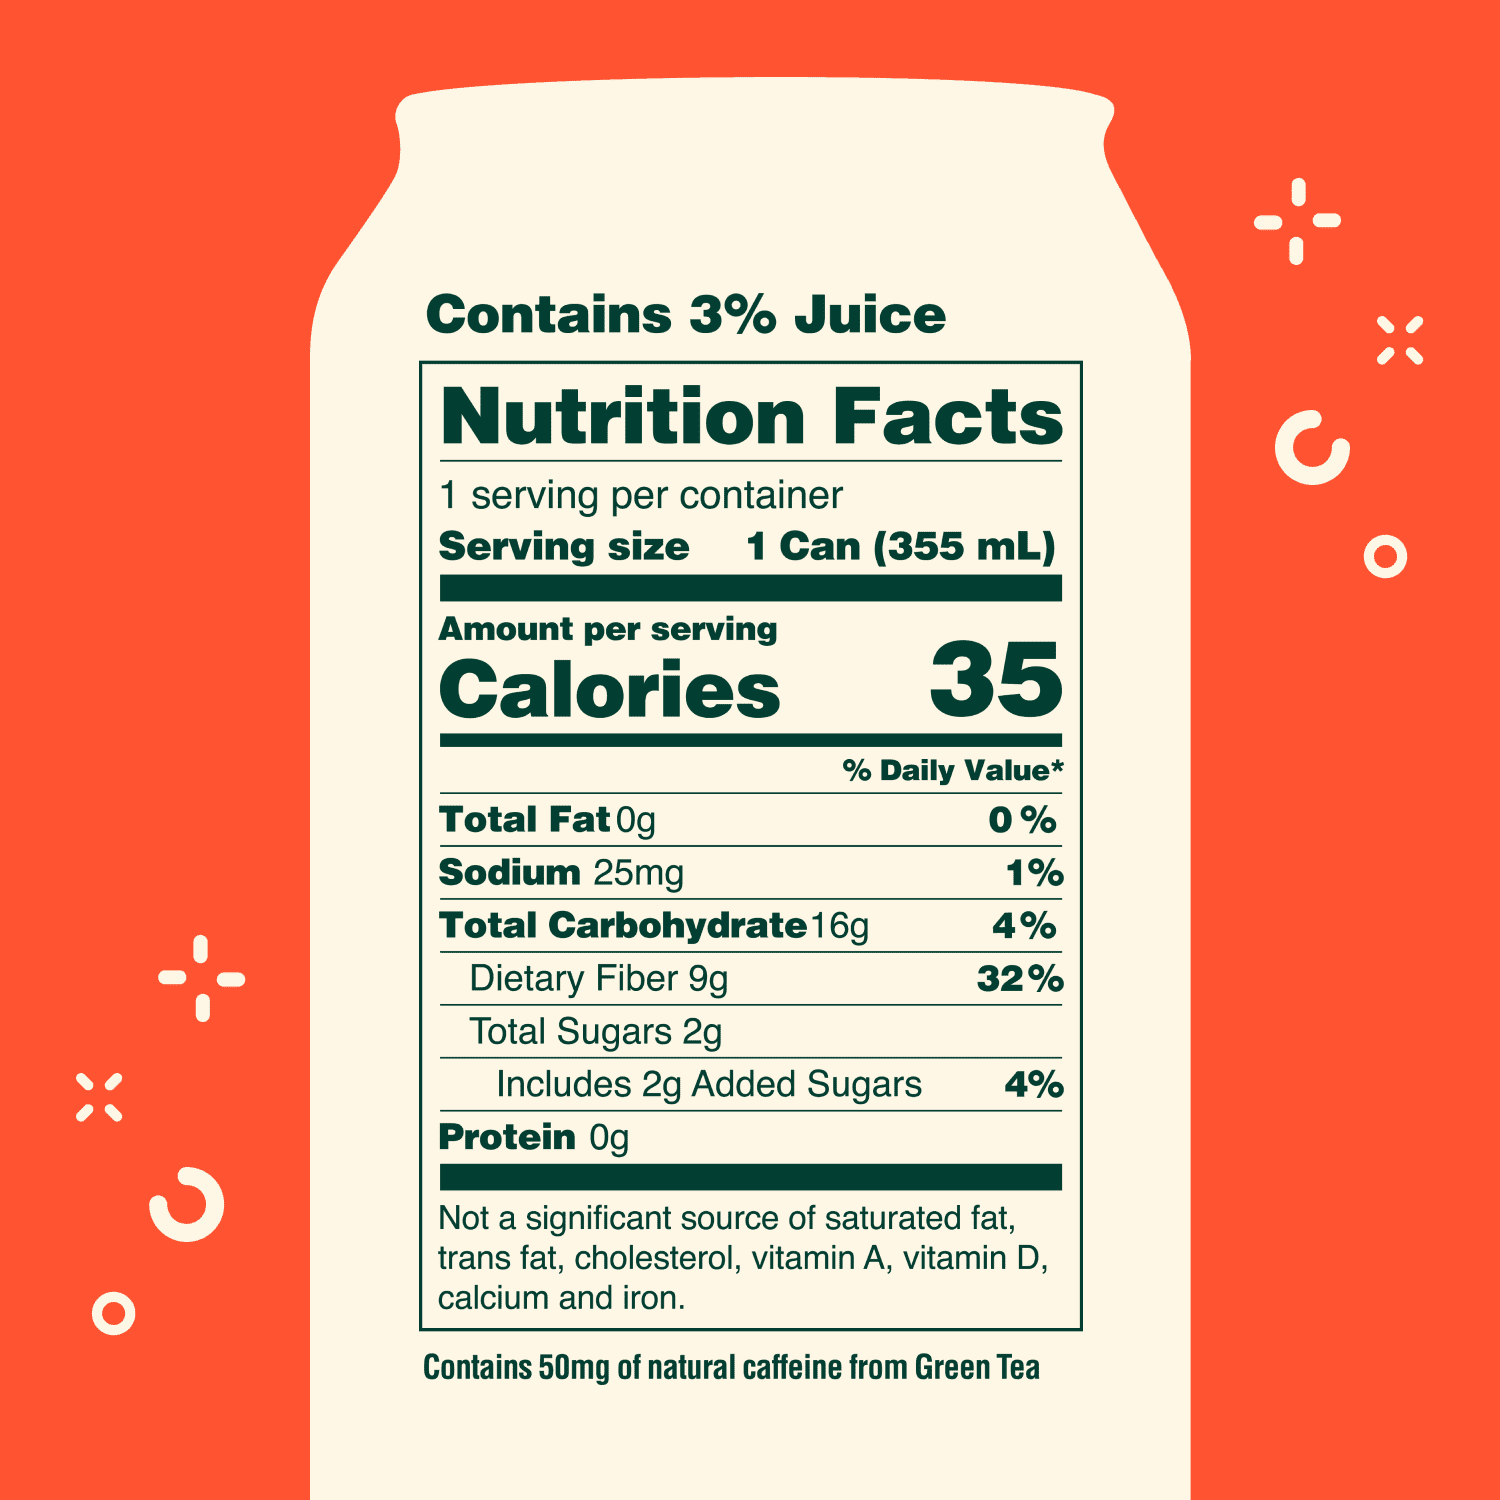 Contains 3% Juice
Nutrition Facts
1 serving per container
Serving size 1 Can (355 mL)
Amount per serving
Calories 35
% Daily Value*
Total Fat 0g 0 %
Sodium 25mg 1%
Total Carbohydrate 16g 4%
Dietary Fiber 9g 32%
Total Sugars 2g
Includes 2g Added Sugars 4%
Protein 0g
Not a significant source of saturated fat,
trans fat, cholesterol, vitamin A, vitamin D,
calcium and iron.
Contains 50mg of natural caffeine from Green Tea